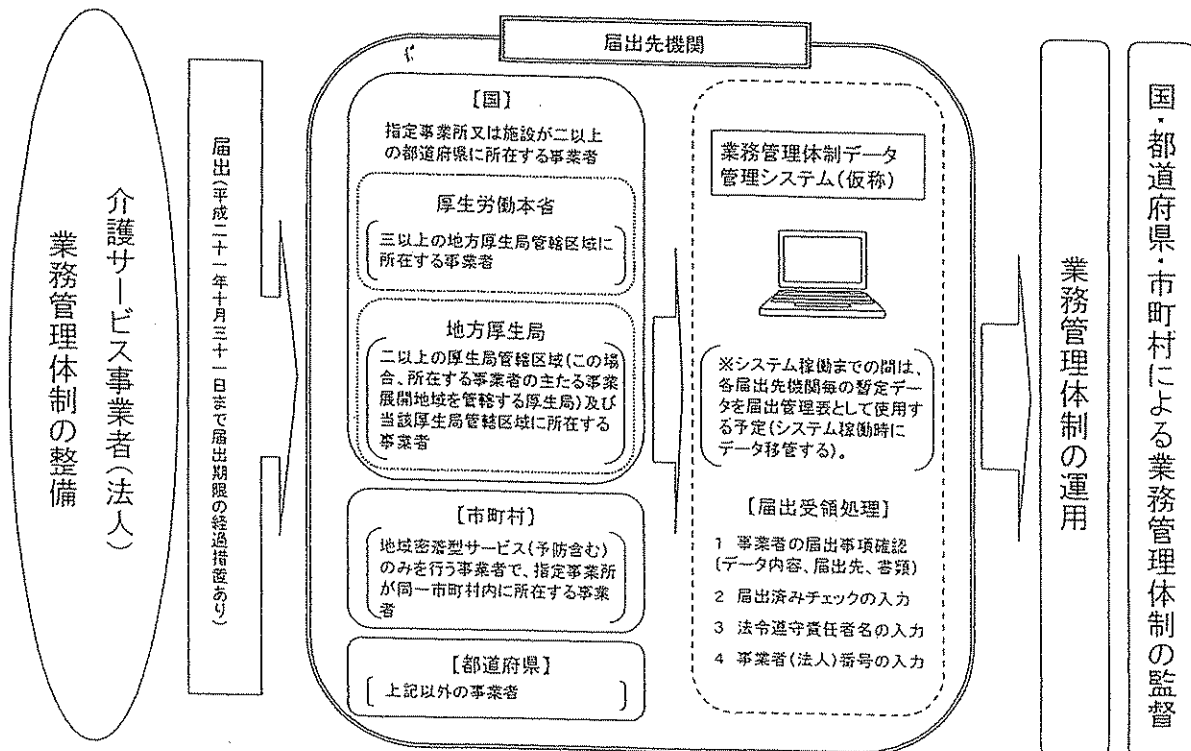 介護サービス事業者(法人)
業務管理体制の整備
届出(平成二十一年十月三十一日まで届出期限の経過措置あり)
届出先機関
【国】
指定事業所又は施設が二以上
の都道府県に所在する事業者
厚生労働本省
三以上の地方厚生局管轄区域に
所在する事業者
地方厚生局
二以上の厚生局管轄区域(この場
合、所在する事業者の主たる事業
展開地域を管轄する厚生局)及び
当該厚生局管轄区域に所在する
事業者
【市町村】
地域密着型サービス(予防含む)
のみを行う事業者で、指定事業所
が同一市町村内に所在する事業
者
【都道府県】
上記以外の事業者
業務管理体制データ
管理システム(仮称)
※システム稼働までの間は、
各届出先機関毎の暫定デー
タを届出管理表として使用す
る予定(システム稼働時に
データ移管する)。
【届出受領処理】
1 事業者の届出事項確認
(データ内容、届出先、書類)
2 届出済みチェックの入力
3 法令遵守責任者名の入力
4 事業者(法人)番号の入力
業務管理体制の運用
国・都道府県・市町村による業務管理体制の監督